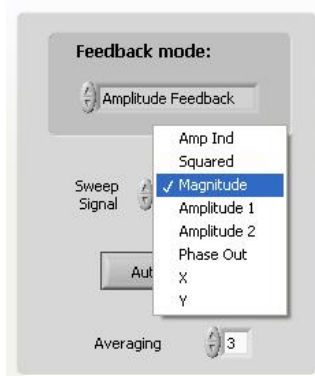 Feedback mode:
Amplitude Feedback
Amp Ind
Squared
Sweep
Signal
✓ Magnitude
Amplitude 1
Amplitude 2
Phase Out
X
Y
Aut
Averaging
3